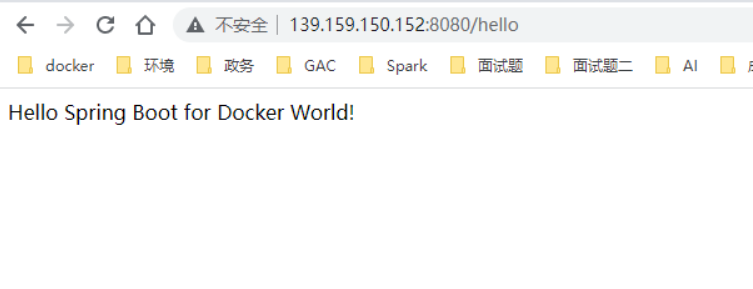 不安全 139.159.150.152:8080/hello
docker 环境 政务 GAC Spark 面试题 面试题二 AI
Hello Spring Boot for Docker World!